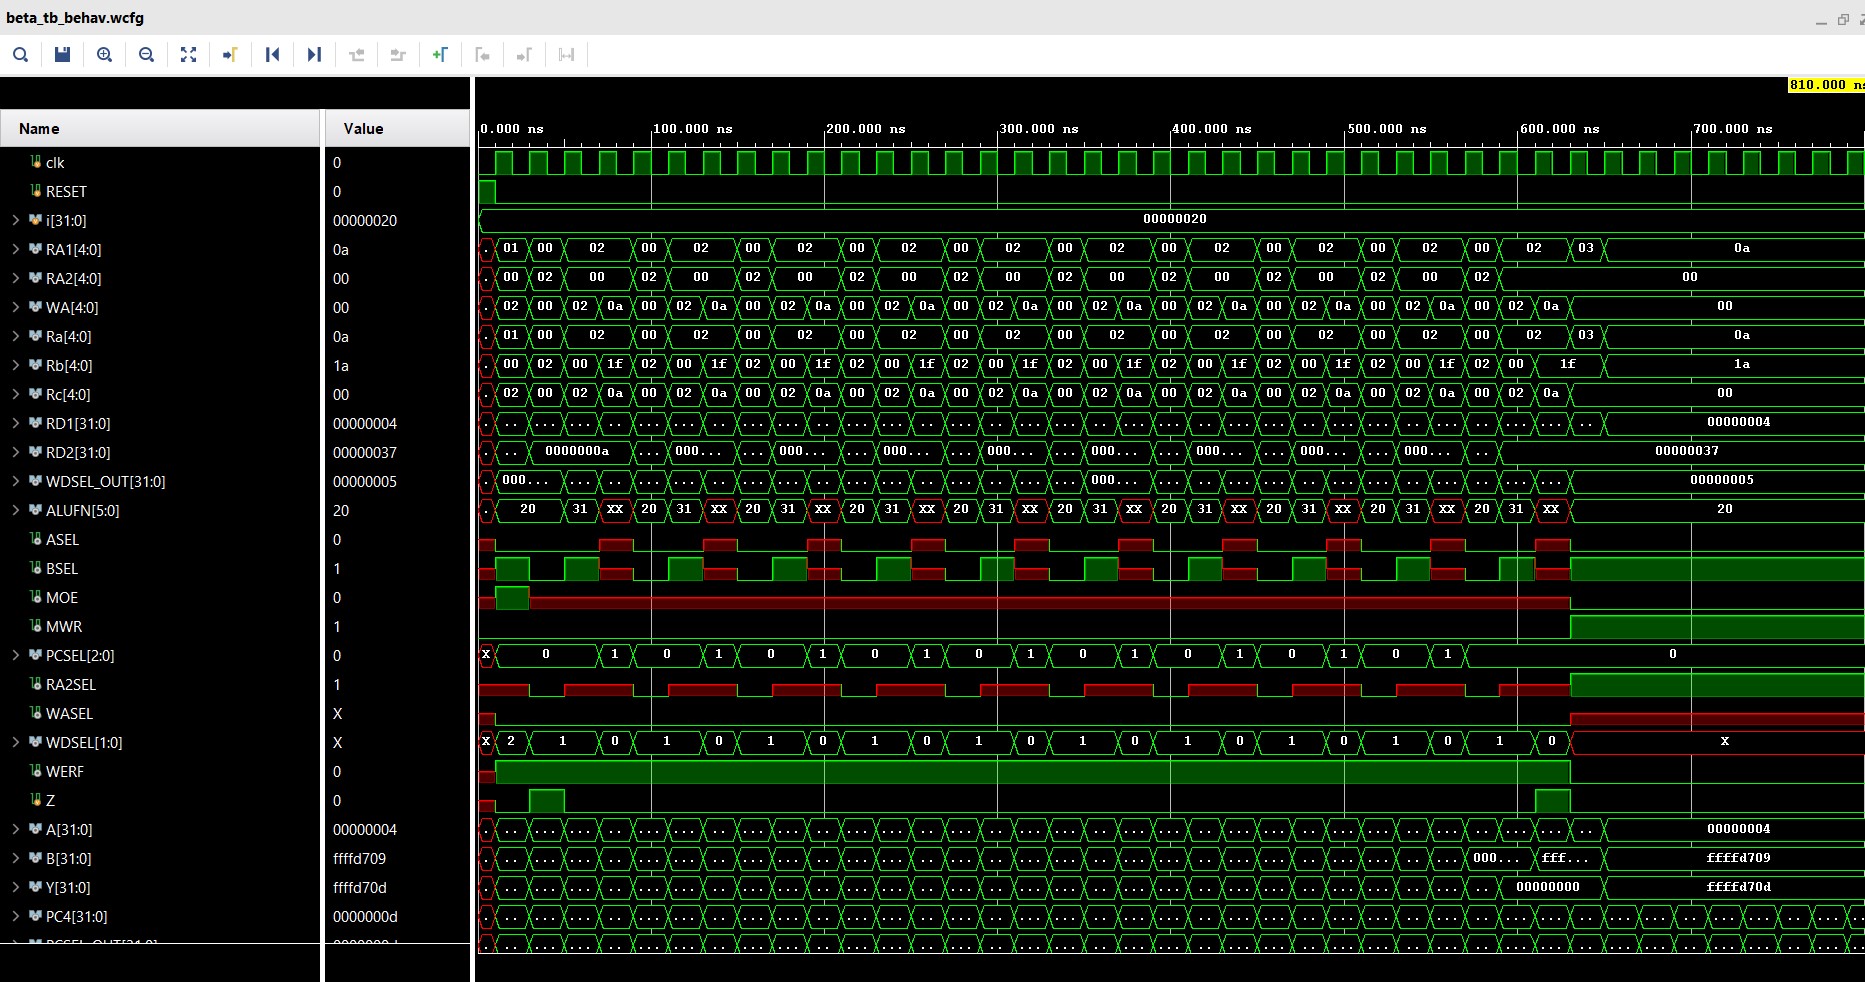 beta_tb_behav.wcfg
810.000 ns
Name Value 0.000 ns 100.000 ns 200.000 ns 300.000 ns 400.000 ns 500.000 ns 600.000 ns 700.000 ns
clk 0
RESET 0
i[31:0] 00000020 00000020
RA1[4:0] 0a . 01 00 02 00 02 00 02 00 02 00 02 00 02 00 02 00 02 00 02 00 02 03 0a
RA2[4:0] 00 . 00 02 00 02 00 02 00 02 00 02 00 02 00 02 00 02 00 02 00 02 00
WA[4:0] 00 . 02 00 02 0a 00 02 0a 00 02 0a 00 02 0a 00 02 0a 00 02 0a 00 02 0a 00 02 0a 00 02 0a 00 02 0a 00
Ra[4:0] 0a . 01 00 02 00 02 00 02 00 02 00 02 00 02 00 02 00 02 00 02 00 02 03 0a
Rb[4:0] 1a . 00 02 00 1f 02 00 1f 02 00 1f 02 00 1f 02 00 1f 02 00 1f 02 00 1f 02 00 1f 02 00 1f 02 00 1f 1a
Rc[4:0] 00 . 02 00 02 0a 00 02 0a 00 02 0a 00 02 0a 00 02 0a 00 02 0a 00 02 0a 00 02 0a 00 02 0a 00 02 0a 00
RD1[31:0] 00000004 00000004
RD2[31:0] 00000037 0000000a 000... 000... 000... 000... 000... 000... 000... 000... 00000037
WDSEL_OUT[31:0] 00000005 000... 000... 00000005
ALUFN[5:0] 20 . 20 31 XX 20 31 XX 20 31 XX 20 31 XX 20 31 XX 20 31 XX 20 31 XX 20 31 XX 20 31 XX 20 31 XX 20
ASEL 0
BSEL 1
MOE 0
MWR 1
PCSEL[2:0] 0 X 0 1 0 1 0 1 0 1 0 1 0 1 0 1 0 1 0 1 0
RA2SEL 1
WASEL X
WDSEL[1:0] X X 2 1 0 1 0 1 0 1 0 1 0 1 0 1 0 1 0 1 0 1 0 X
WERF 0
Z 0
A[31:0] 00000004 00000004
B[31:0] ffffd709 000... fff... ffffd709
Y[31:0] ffffd70d 00000000 ffffd70d
PC4[31:0] 0000000d